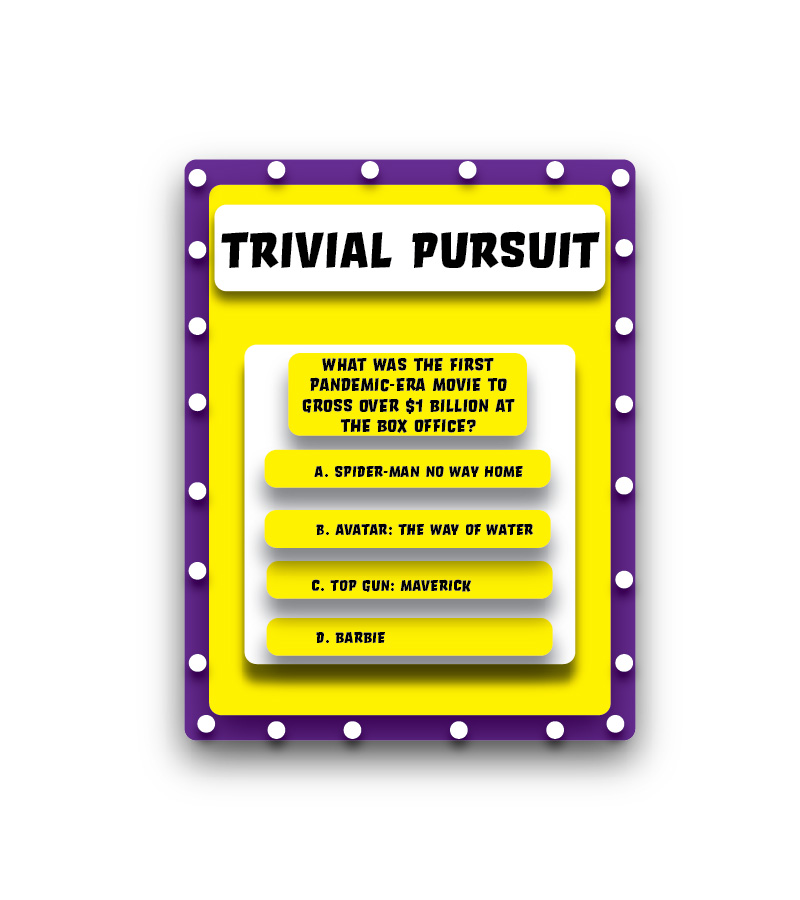 TRIVIAL PURSUIT
WHAT WAS THE FIRST
PANDEMIC-ERA MOVIE TO
GROSS OVER $1 BILLION AT
THE BOX OFFICE?
A. SPIDER-MAN NO WAY HOME
B. AVATAR: THE WAY OF WATER
C. TOP GUN: MAVERICK
D. BARBIE